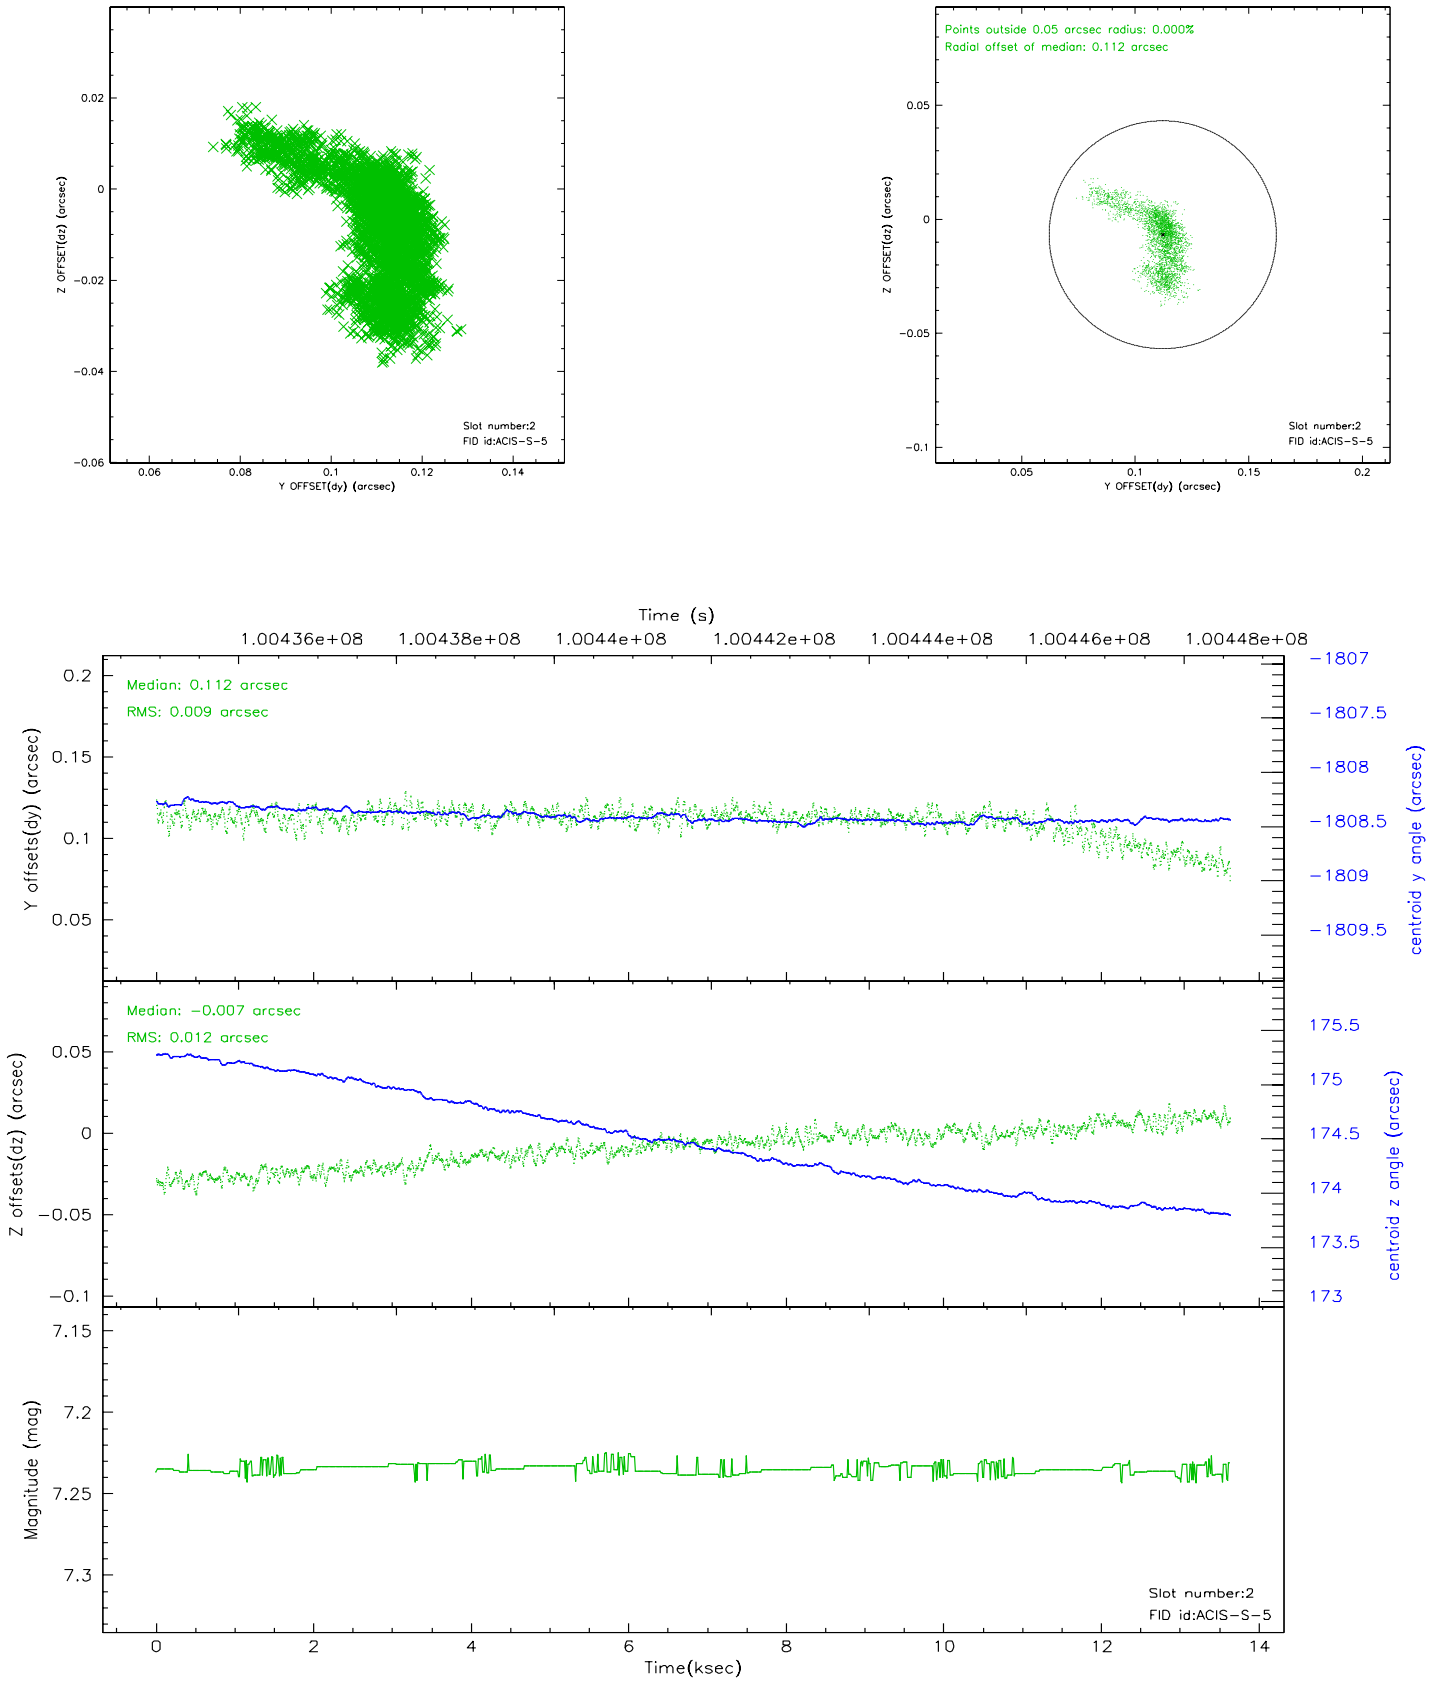 Points outside 0.05 arcsec radius: 0.000%
Radial offset of median: 0.112 arcsec
0.02
0
−0.02
−0.04
−0.06
Z OFFSET(dz) (arcsec)
Slot number:2
FID id:ACIS−S−5
0.06 0.08 0.1 0.12 0.14
Y OFFSET(dy) (arcsec)
0.05
0
−0.05
−0.1
Z OFFSET(dz) (arcsec)
Slot number:2
FID id:ACIS−S−5
0.05 0.1 0.15 0.2
Y OFFSET(dy) (arcsec)
Time (s)
1.00436e+08 1.00438e+08 1.0044e+08 1.00442e+08 1.00444e+08 1.00446e+08 1.00448e+08
Median: 0.112 arcsec
RMS: 0.009 arcsec
0.2
0.15
0.1
0.05
Y offsets(dy) (arcsec)
−1807
−1807.5
−1808
−1808.5
−1809
−1809.5
centroid y angle (arcsec)
Median: −0.007 arcsec
RMS: 0.012 arcsec
0.05
0
−0.05
−0.1
Z offsets(dz) (arcsec)
175.5
175
174.5
174
173.5
173
centroid z angle (arcsec)
7.15
7.2
7.25
7.3
Magnitude (mag)
Slot number:2
FID id:ACIS−S−5
0 2 4 6 8 10 12 14
Time(ksec)